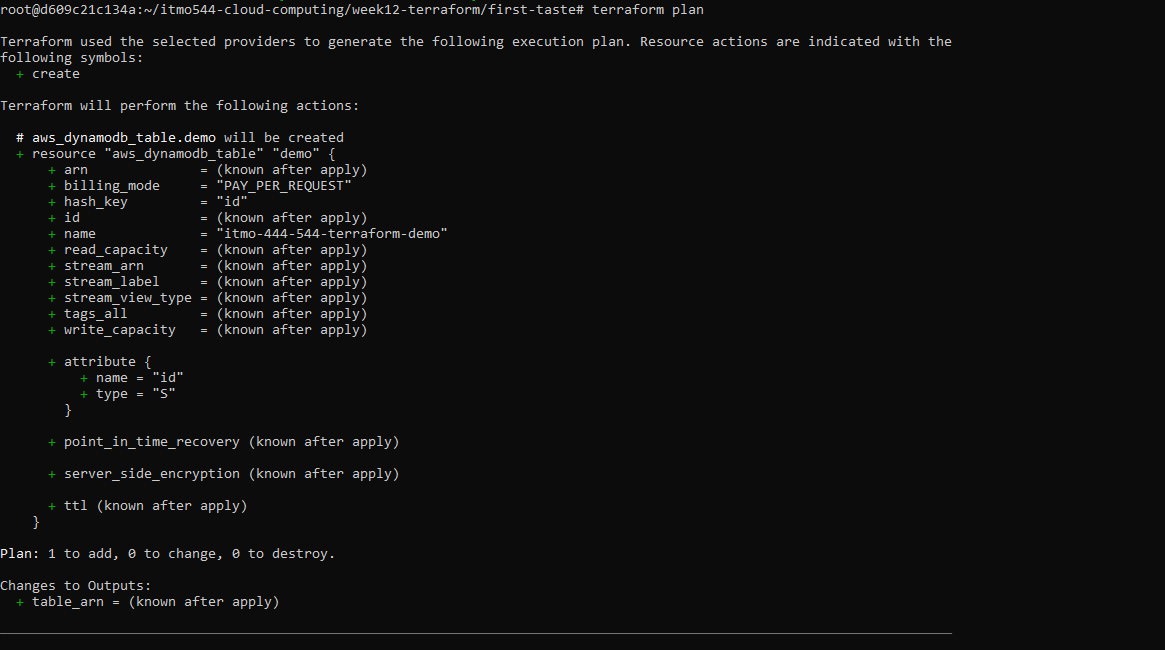 root@d609c21c134a:~/itmo544-cloud-computing/week12-terraform/first-taste# terraform plan

Terraform used the selected providers to generate the following execution plan. Resource actions are indicated with the
following symbols:
  + create

Terraform will perform the following actions:

  # aws_dynamodb_table.demo will be created
  + resource "aws_dynamodb_table" "demo" {
      + arn              = (known after apply)
      + billing_mode     = "PAY_PER_REQUEST"
      + hash_key         = "id"
      + id               = (known after apply)
      + name             = "itmo-444-544-terraform-demo"
      + read_capacity    = (known after apply)
      + stream_arn       = (known after apply)
      + stream_label     = (known after apply)
      + stream_view_type = (known after apply)
      + tags_all         = (known after apply)
      + write_capacity   = (known after apply)

      + attribute {
          + name = "id"
          + type = "S"
        }

      + point_in_time_recovery (known after apply)

      + server_side_encryption (known after apply)

      + ttl (known after apply)
    }

Plan: 1 to add, 0 to change, 0 to destroy.

Changes to Outputs:
  + table_arn = (known after apply)